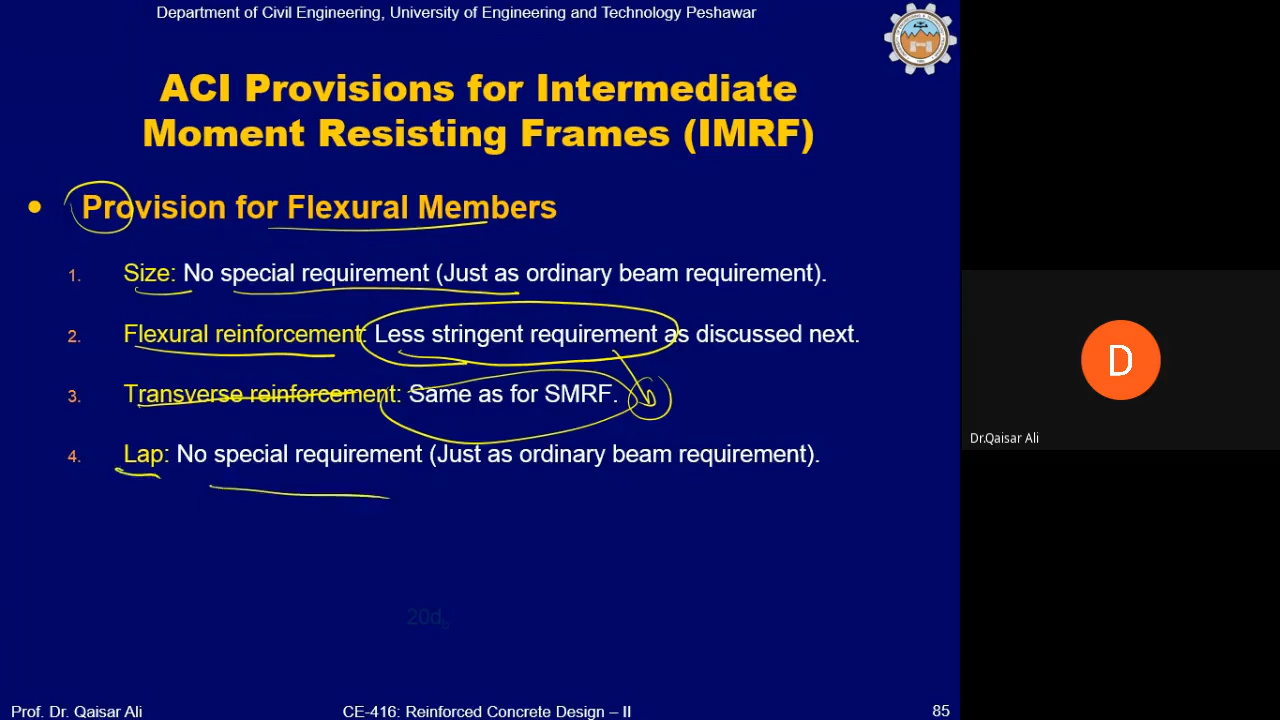 Department of Civil Engineering, University of Engineering and Technology Peshawar
ACI Provisions for Intermediate
Moment Resisting Frames (IMRF)
• Provision for Flexural Members
1. Size: No special requirement (Just as ordinary beam requirement).
2. Flexural reinforcement: Less stringent requirement as discussed next.
3. Transverse reinforcement: Same as for SMRF.
4. Lap: No special requirement (Just as ordinary beam requirement).
20db
D
Dr.Qaisar Ali
Prof. Dr. Qaisar Ali
CE-416: Reinforced Concrete Design – II
85